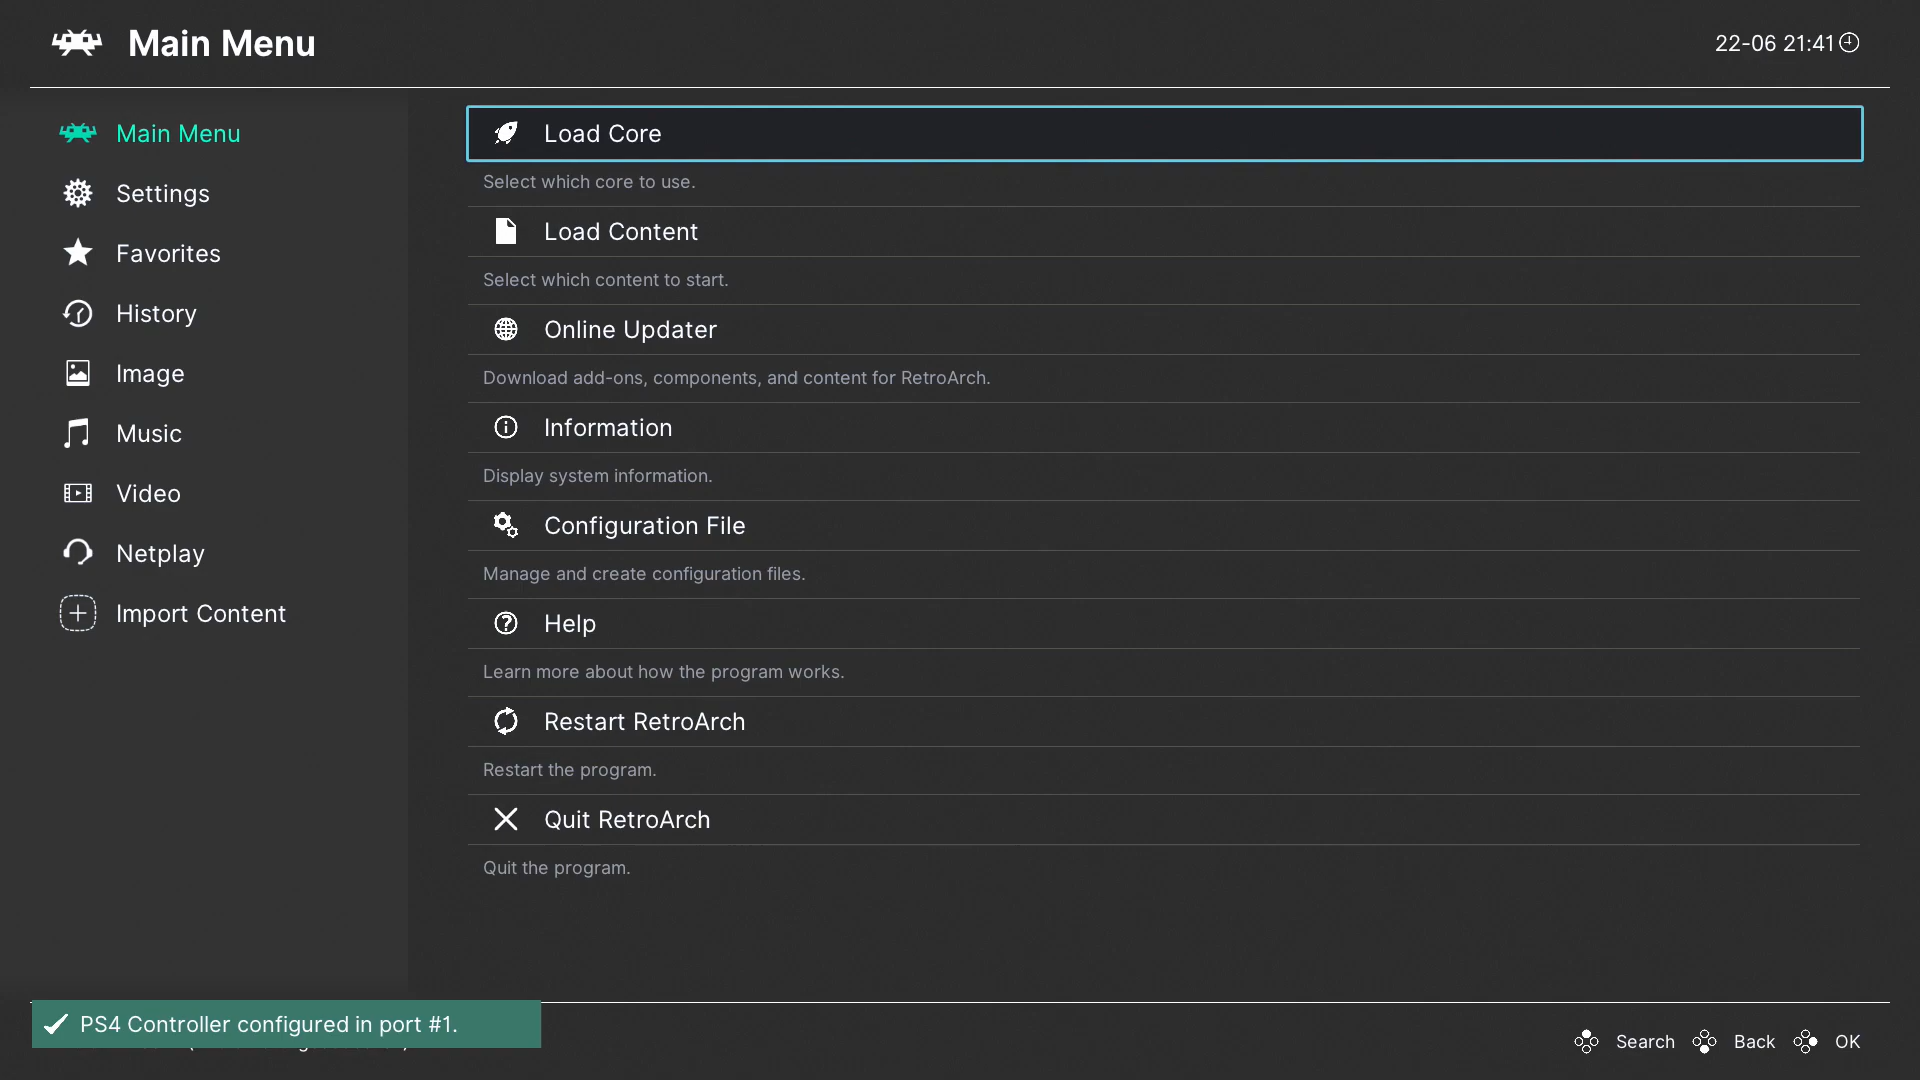 Main Menu
22-06 21:41
Main Menu
Settings
Favorites
History
Image
Music
Video
Netplay
Import Content
Load Core
Select which core to use.
Load Content
Select which content to start.
Online Updater
Download add-ons, components, and content for RetroArch.
Information
Display system information.
Configuration File
Manage and create configuration files.
Help
Learn more about how the program works.
Restart RetroArch
Restart the program.
Quit RetroArch
Quit the program.
PS4 Controller configured in port #1.
Search
Back
OK